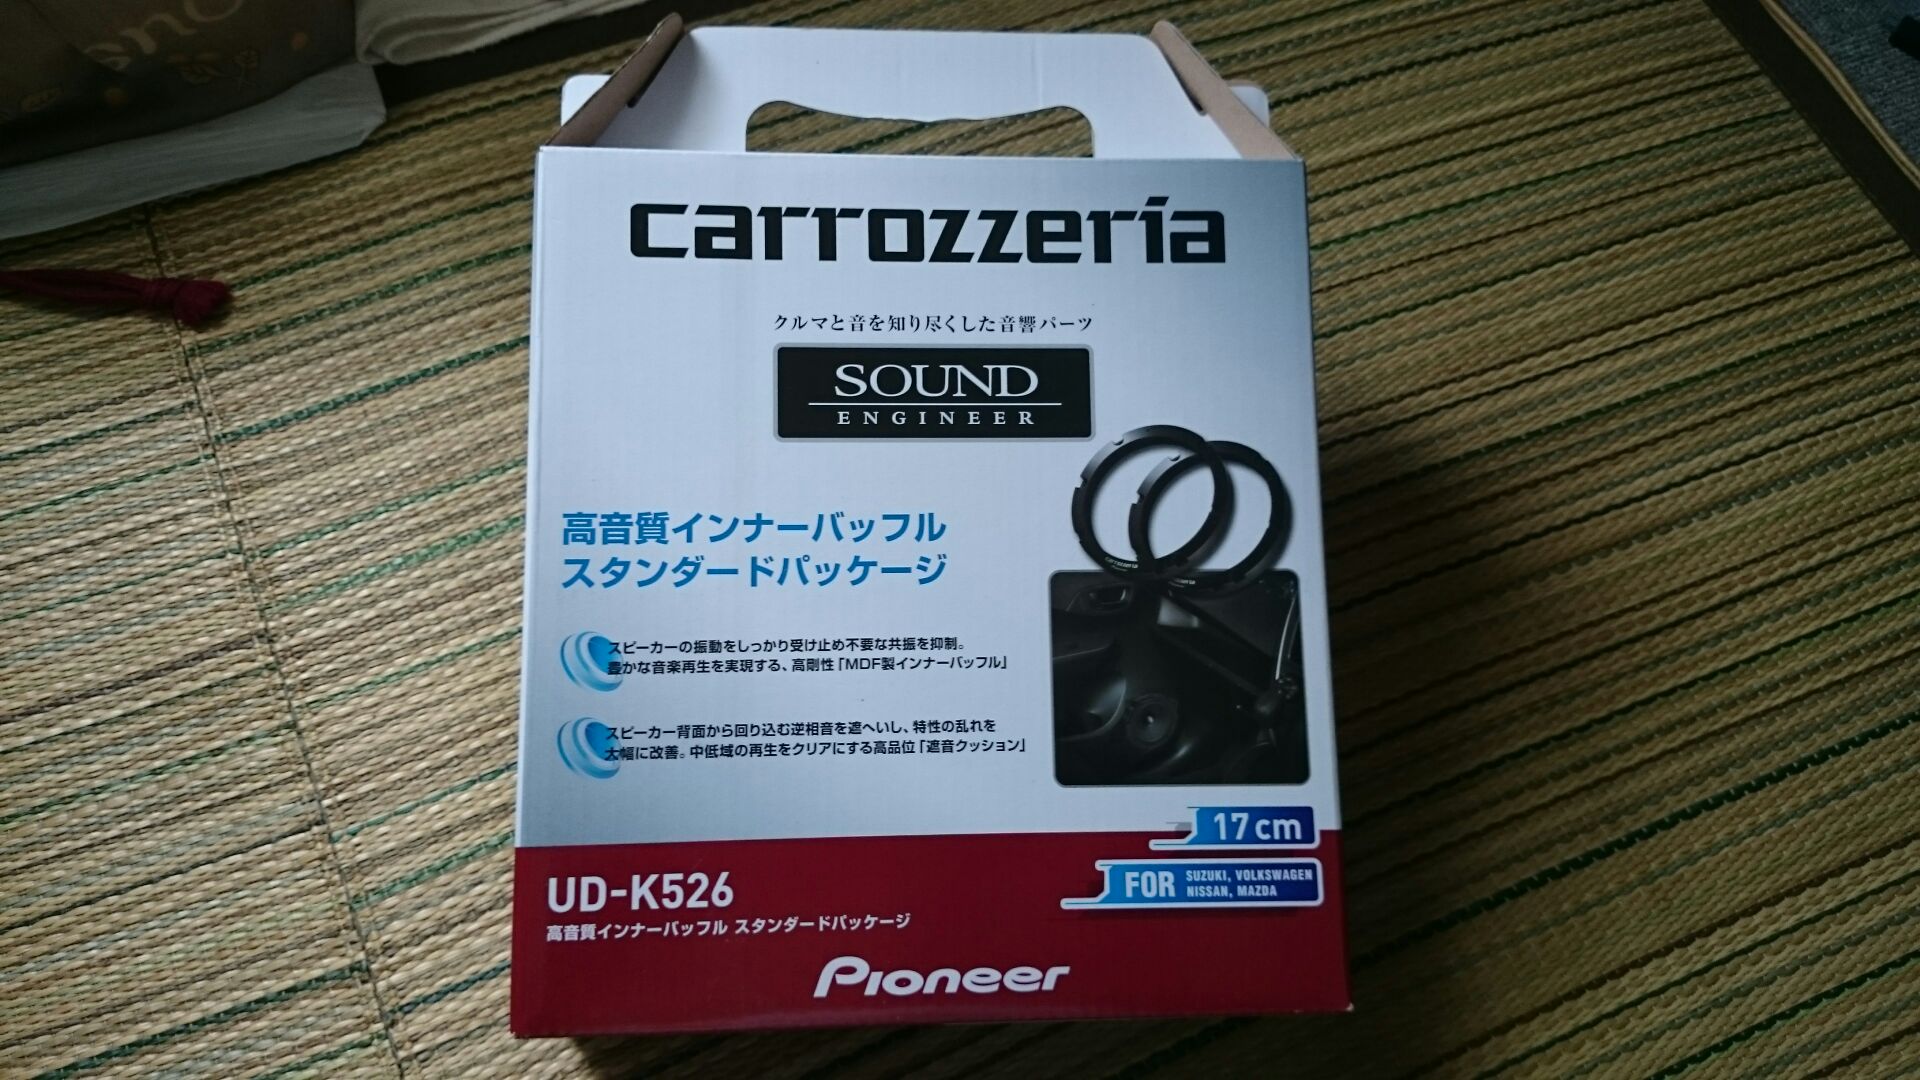 carrozzeria
クルマと音を知り尽くした音響パーツ
SOUND
ENGINEER
高音質インナーバッフル
スタンダードパッケージ
スピーカーの振動をしっかり受け止め不要な共振を抑制。
豊かな音楽再生を実現する、高剛性「MDF製インナーバッフル」
スピーカー背面から回り込む逆相音を遮へいし、特性の乱れを
大幅に改善。中低域の再生をクリアにする高品位「遮音クッション」
17cm
FOR SUZUKI, VOLKSWAGEN
NISSAN, MAZDA
UD-K526
高音質インナーバッフル スタンダードパッケージ
Pioneer